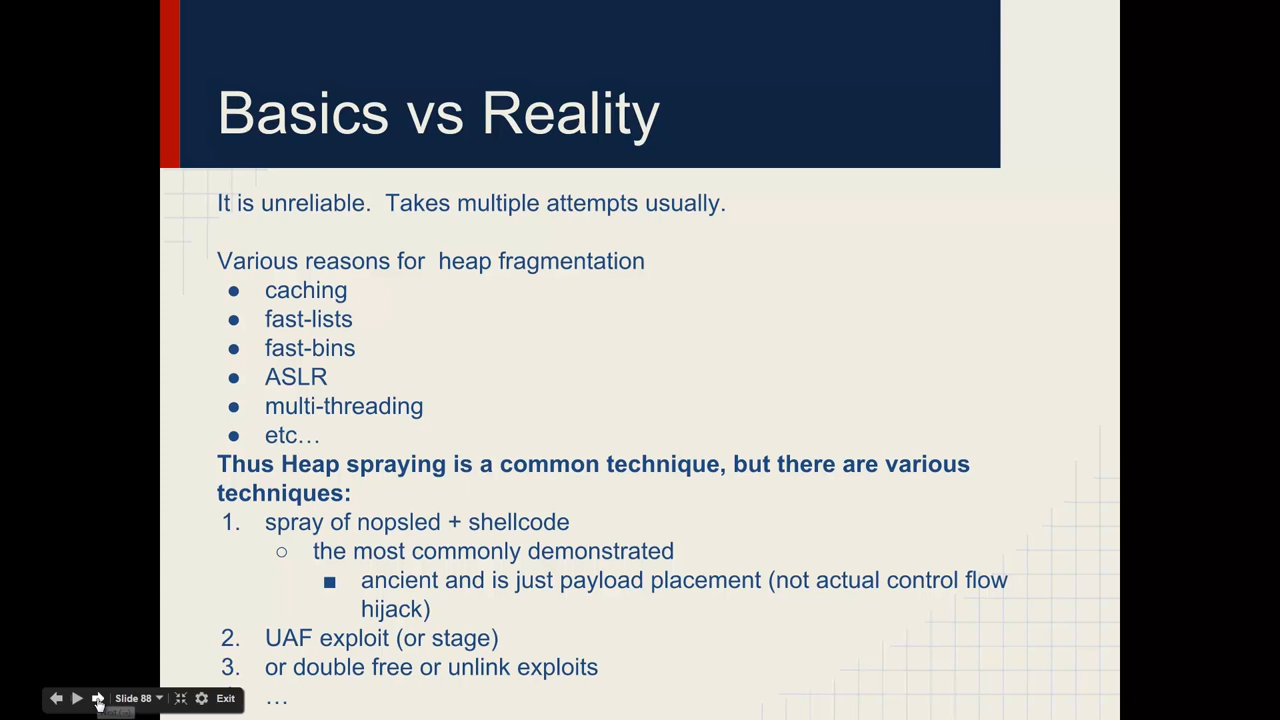 Basics vs Reality
It is unreliable.  Takes multiple attempts usually.
Various reasons for  heap fragmentation
● caching
● fast-lists
● fast-bins
● ASLR
● multi-threading
● etc…
Thus Heap spraying is a common technique, but there are various
techniques:
1. spray of nopsled + shellcode
○ the most commonly demonstrated
■ ancient and is just payload placement (not actual control flow
hijack)
2. UAF exploit (or stage)
3. or double free or unlink exploits
…
Slide 88
Exit